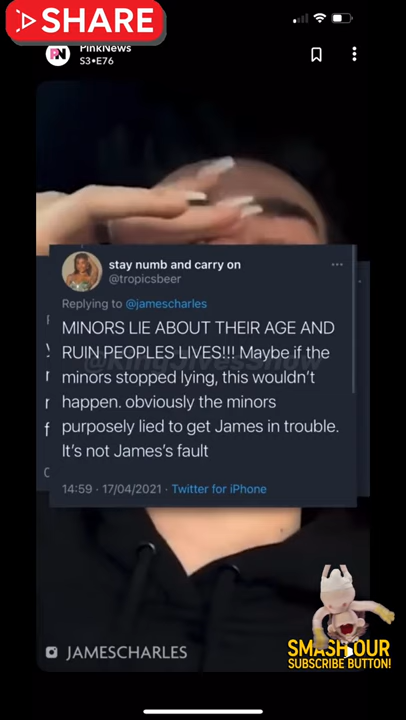 SHARE
PinkNews
S3•E76
stay numb and carry on
@tropicsbeer
Replying to @jamescharles
MINORS LIE ABOUT THEIR AGE AND
RUIN PEOPLES LIVES!!! Maybe if the
minors stopped lying, this wouldn't
happen. obviously the minors
purposely lied to get James in trouble.
It's not James's fault
14:59 · 17/04/2021 · Twitter for iPhone
JAMESCHARLES
SMASH OUR
SUBSCRIBE BUTTON!